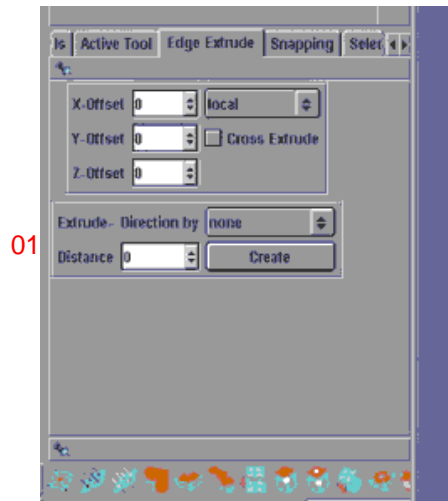 ls Active Tool Edge Extrude Snapping Selec
X-Offset 0 local
Y-Offset 0 Cross Extrude
Z-Offset 0
Extrude- Direction by none
01
Distance 0 Create